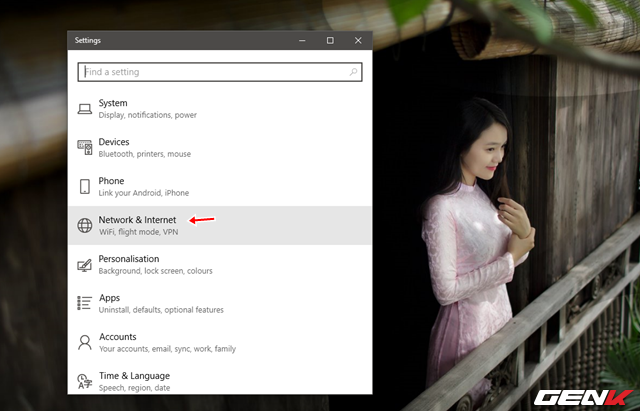 Settings
Find a setting
System
Display, notifications, power
Devices
Bluetooth, printers, mouse
Phone
Link your Android, iPhone
Network & Internet
WiFi, flight mode, VPN
Personalisation
Background, lock screen, colours
Apps
Uninstall, defaults, optional features
Accounts
Your accounts, email, sync, work, family
Time & Language
Speech, region, date
GENK